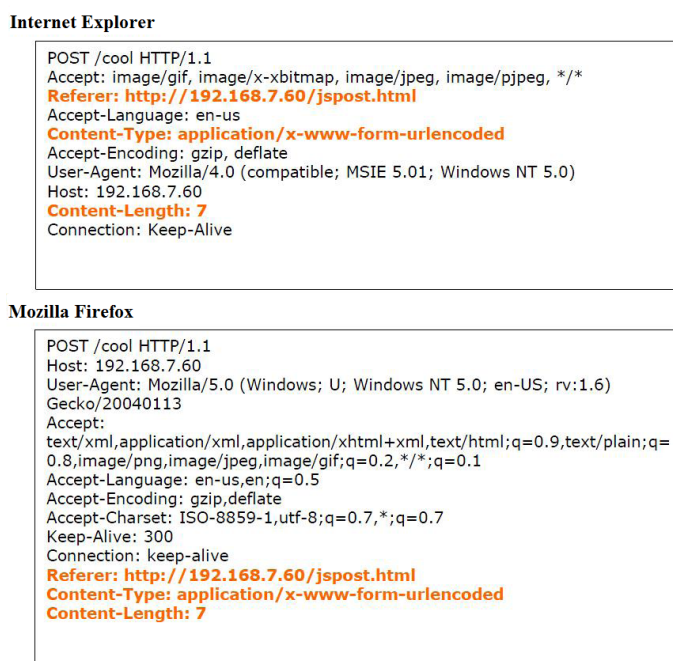 Internet Explorer
POST /cool HTTP/1.1
Accept: image/gif, image/x-xbitmap, image/jpeg, image/pjpeg, */*
Referer: http://192.168.7.60/jspost.html
Accept-Language: en-us
Content-Type: application/x-www-form-urlencoded
Accept-Encoding: gzip, deflate
User-Agent: Mozilla/4.0 (compatible; MSIE 5.01; Windows NT 5.0)
Host: 192.168.7.60
Content-Length: 7
Connection: Keep-Alive
Mozilla Firefox
POST /cool HTTP/1.1
Host: 192.168.7.60
User-Agent: Mozilla/5.0 (Windows; U; Windows NT 5.0; en-US; rv:1.6)
Gecko/20040113
Accept:
text/xml,application/xml,application/xhtml+xml,text/html;q=0.9,text/plain;q=
0.8,image/png,image/jpeg,image/gif;q=0.2,*/*;q=0.1
Accept-Language: en-us,en;q=0.5
Accept-Encoding: gzip,deflate
Accept-Charset: ISO-8859-1,utf-8;q=0.7,*;q=0.7
Keep-Alive: 300
Connection: keep-alive
Referer: http://192.168.7.60/jspost.html
Content-Type: application/x-www-form-urlencoded
Content-Length: 7